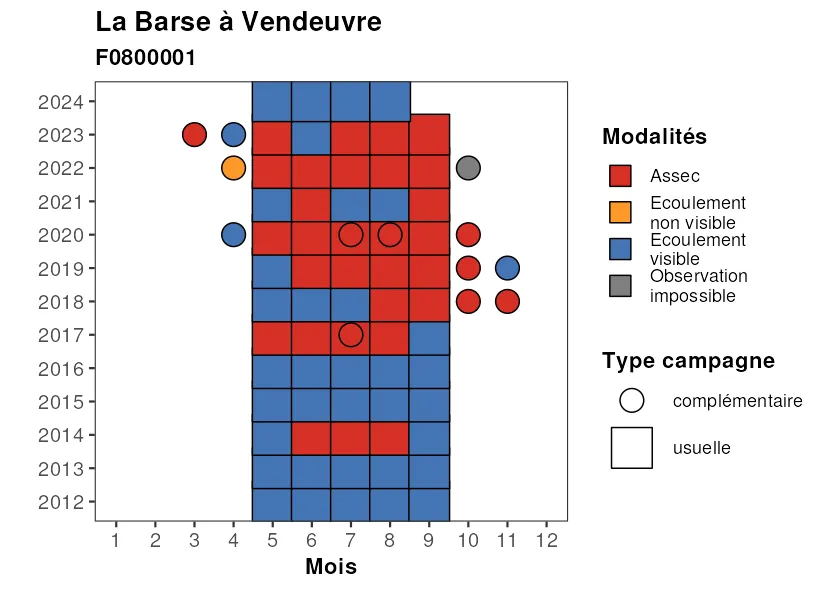 La Barse à Vendeuvre
F0800001
2024
2023
2022
2021
2020
2019
2018
2017
2016
2015
2014
2013
2012
1 2 3 4 5 6 7 8 9 10 11 12
Mois
Modalités
Assec
Ecoulement
non visible
Ecoulement
visible
Observation
impossible
Type campagne
complémentaire
usuelle